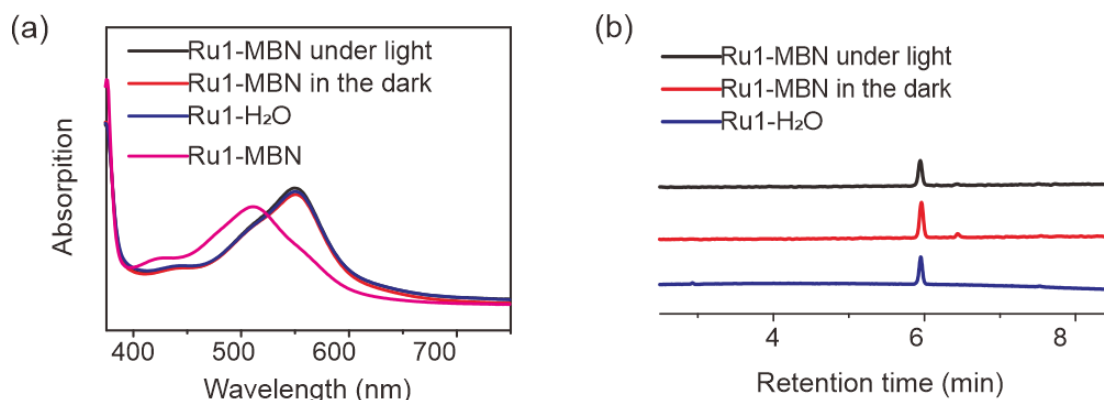 (a)
Ru1-MBN under light
Ru1-MBN in the dark
Ru1-H₂O
Ru1-MBN
Absorpition
400 500 600 700
Wavelength (nm)
(b)
Ru1-MBN under light
Ru1-MBN in the dark
Ru1-H₂O
4 6 8
Retention time (min)